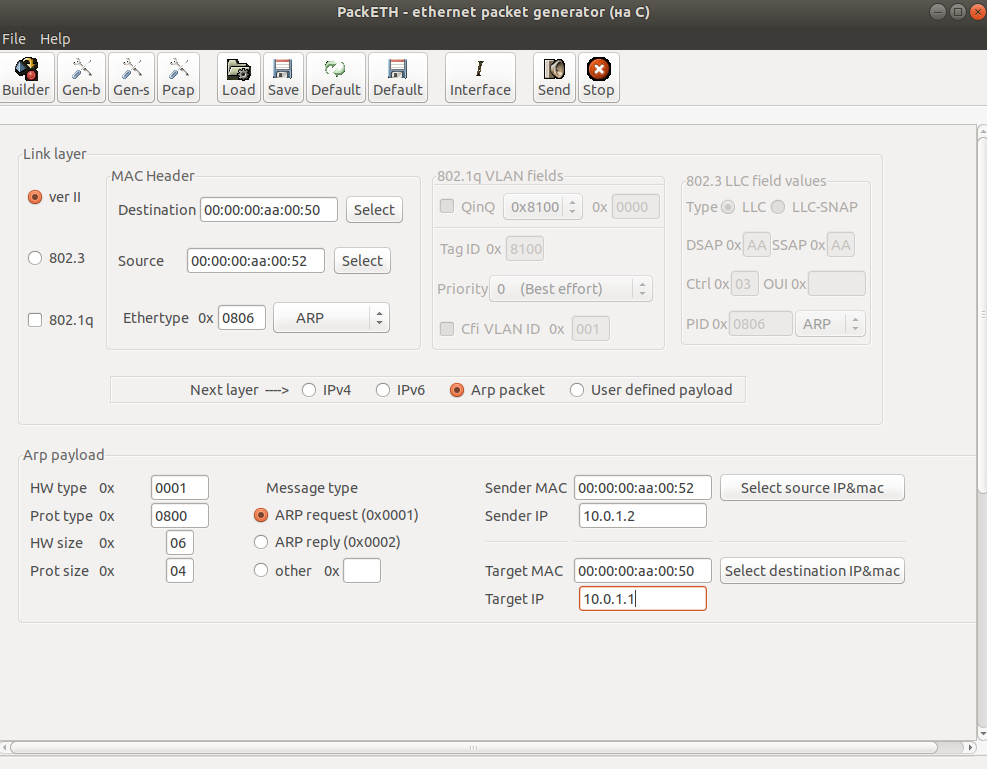 PackETH - ethernet packet generator (на C)
File Help
Builder Gen-b Gen-s Pcap Load Save Default Default Interface Send Stop
Link layer
ver II
802.3
802.1q
MAC Header
Destination 00:00:00:aa:00:50 Select
Source 00:00:00:aa:00:52 Select
Ethertype 0x 0806 ARP
802.1q VLAN fields
QinQ 0x8100 0x 0000
Tag ID 0x 8100
Priority 0 (Best effort)
Cfi VLAN ID 0x 001
802.3 LLC field values
Type LLC LLC-SNAP
DSAP 0x AA SSAP 0x AA
Ctrl 0x 03 OUI 0x
PID 0x 0806 ARP
Next layer ----> IPv4 IPv6 Arp packet User defined payload
Arp payload
HW type 0x 0001
Prot type 0x 0800
HW size 0x 06
Prot size 0x 04
Message type
ARP request (0x0001)
ARP reply (0x0002)
other 0x
Sender MAC 00:00:00:aa:00:52 Select source IP&mac
Sender IP 10.0.1.2
Target MAC 00:00:00:aa:00:50 Select destination IP&mac
Target IP 10.0.1.1